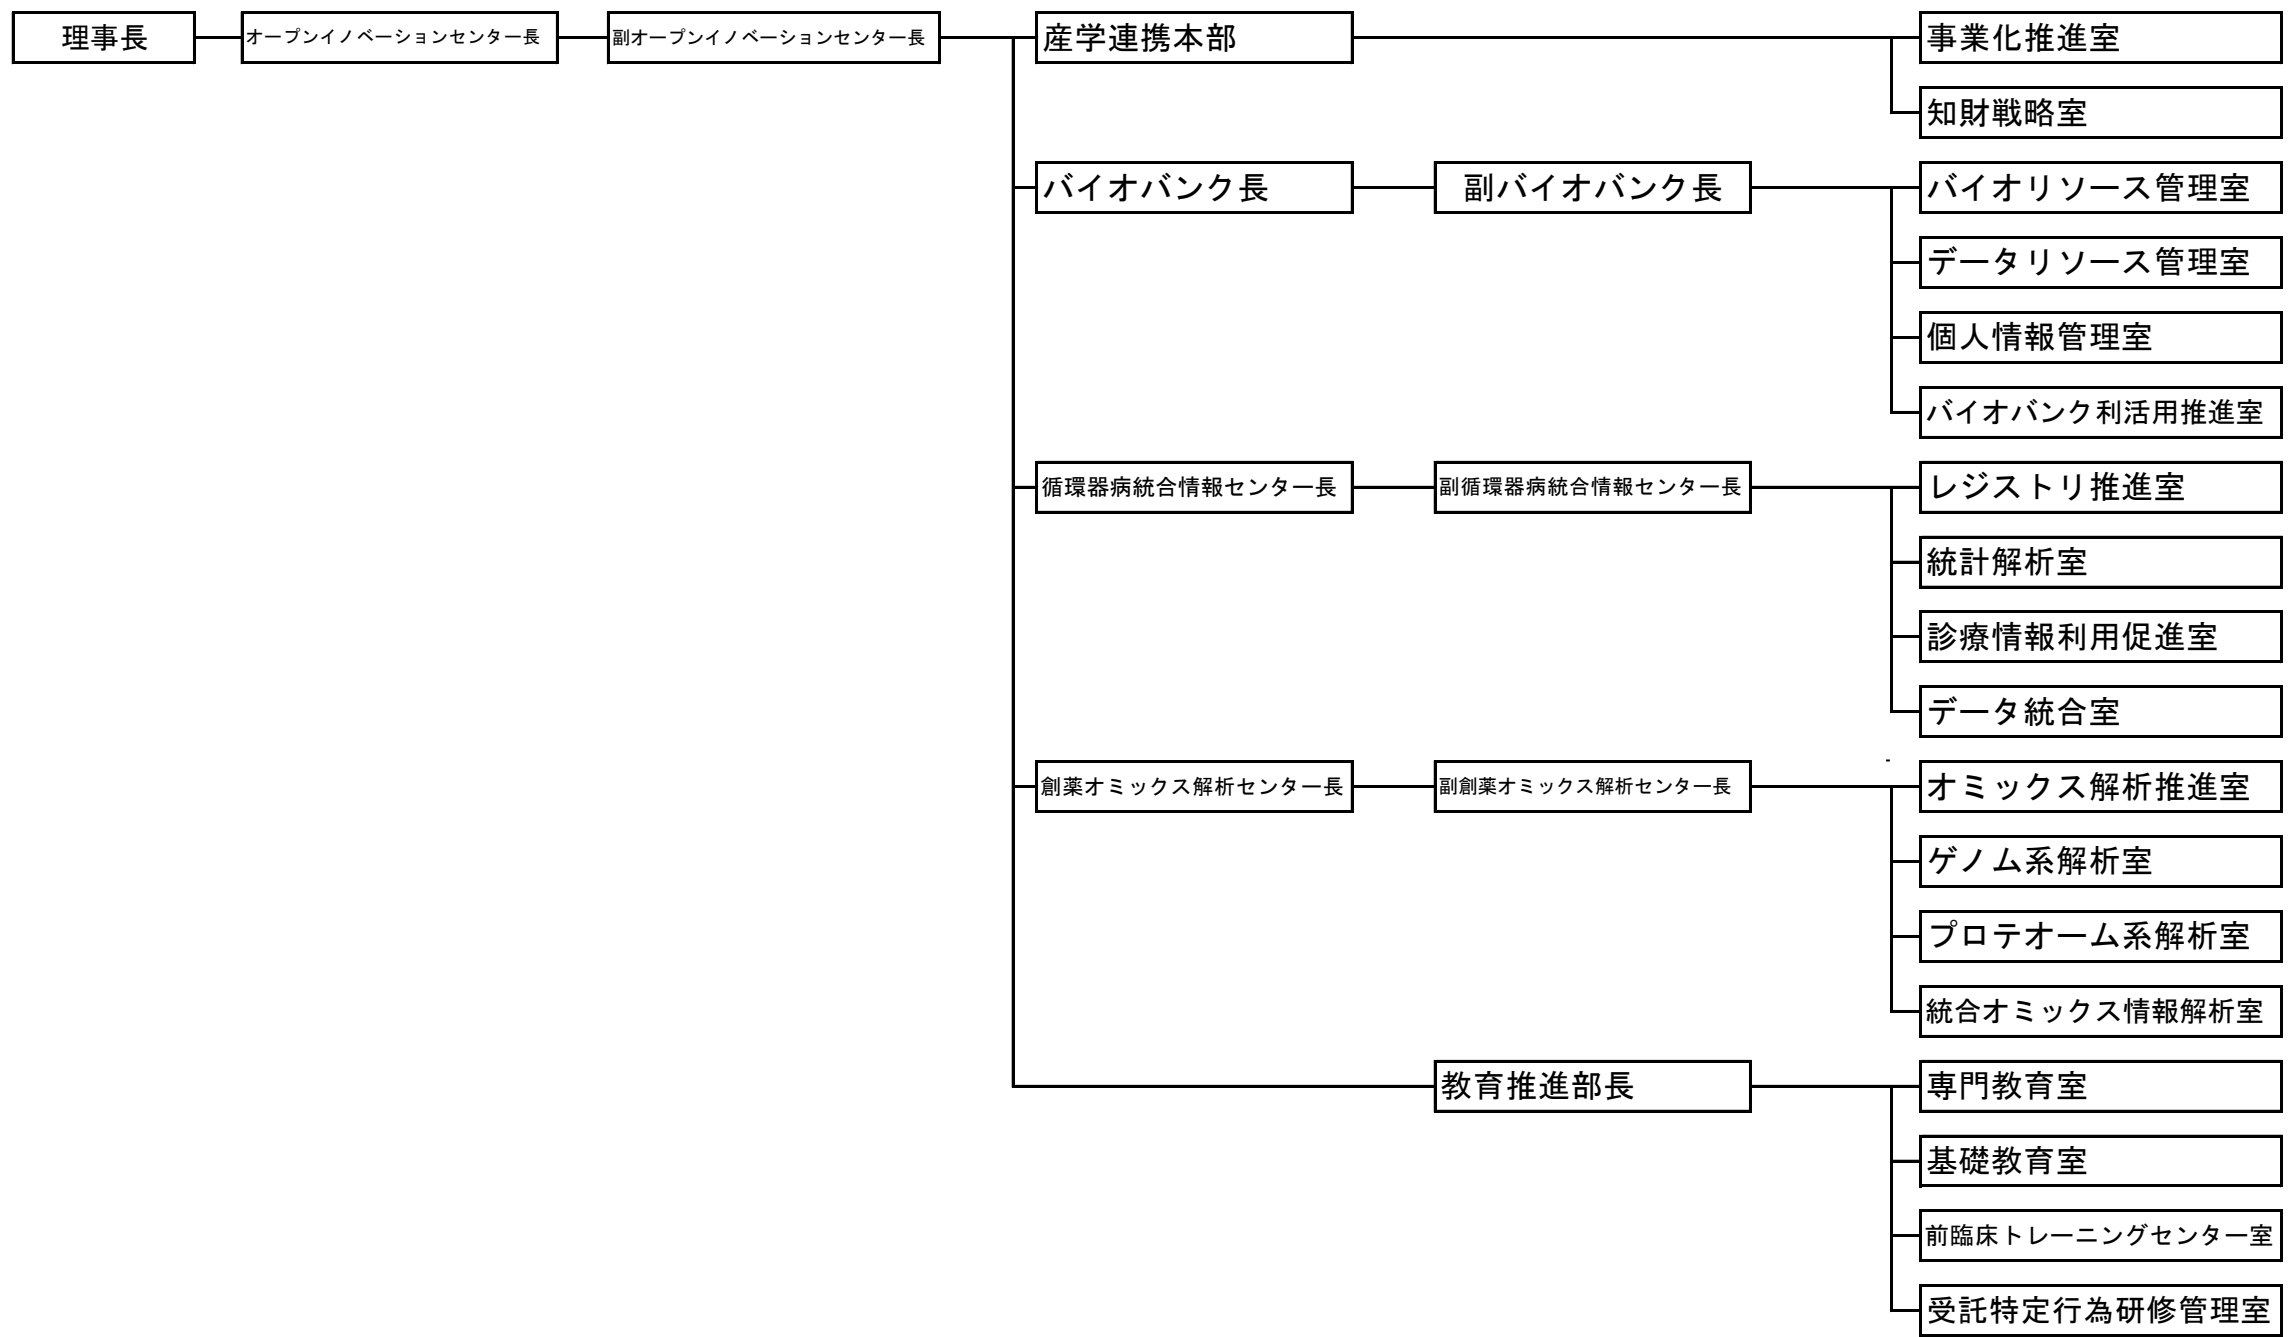 理事長
オープンイノベーションセンター長
副オープンイノベーションセンター長
産学連携本部
事業化推進室
知財戦略室
バイオバンク長
副バイオバンク長
バイオリソース管理室
データリソース管理室
個人情報管理室
バイオバンク利活用推進室
循環器病統合情報センター長
副循環器病統合情報センター長
レジストリ推進室
統計解析室
診療情報利用促進室
データ統合室
創薬オミックス解析センター長
副創薬オミックス解析センター長
オミックス解析推進室
ゲノム系解析室
プロテオーム系解析室
統合オミックス情報解析室
教育推進部長
専門教育室
基礎教育室
前臨床トレーニングセンター室
受託特定行為研修管理室